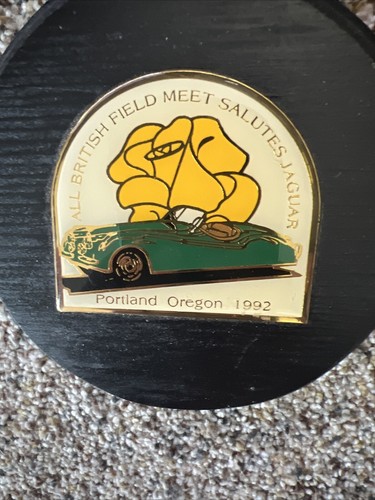 ALL BRITISH FIELD MEET SALUTES JAGUAR
Portland Oregon 1992